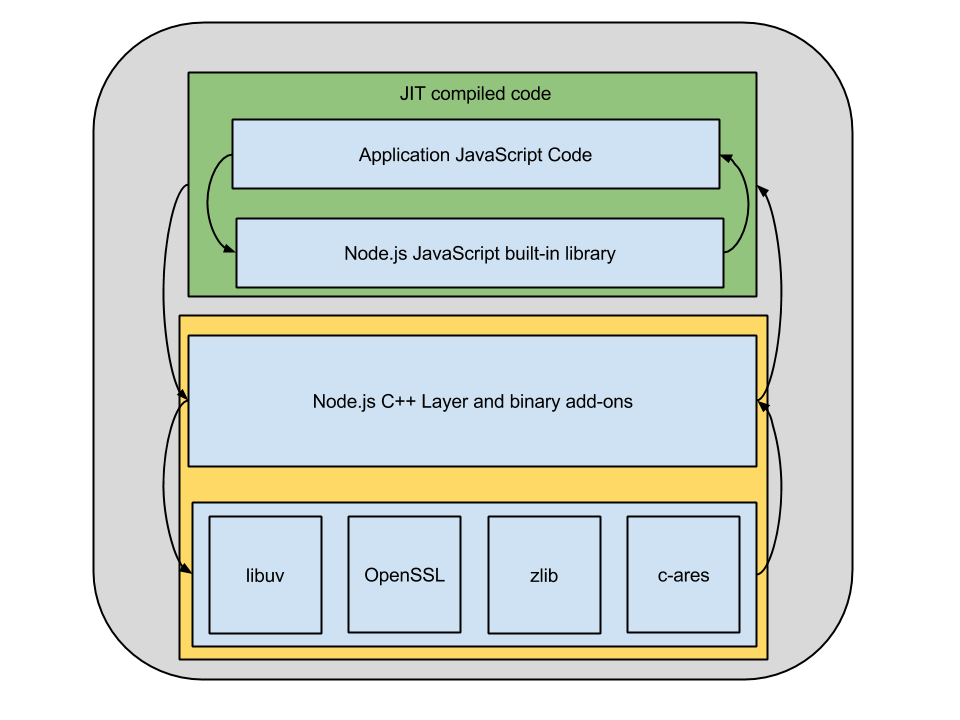 JIT compiled code
Application JavaScript Code
Node.js JavaScript built-in library
Node.js C++ Layer and binary add-ons
libuv
OpenSSL
zlib
c-ares